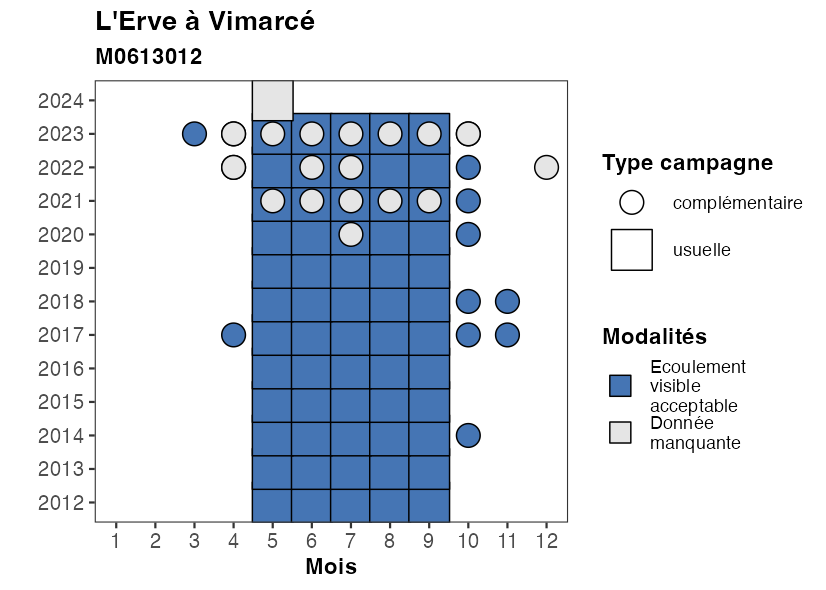 L'Erve à Vimarcé
M0613012
2024
2023
2022
2021
2020
2019
2018
2017
2016
2015
2014
2013
2012
1 2 3 4 5 6 7 8 9 10 11 12
Mois
Type campagne
complémentaire
usuelle
Modalités
Ecoulement
visible
acceptable
Donnée
manquante